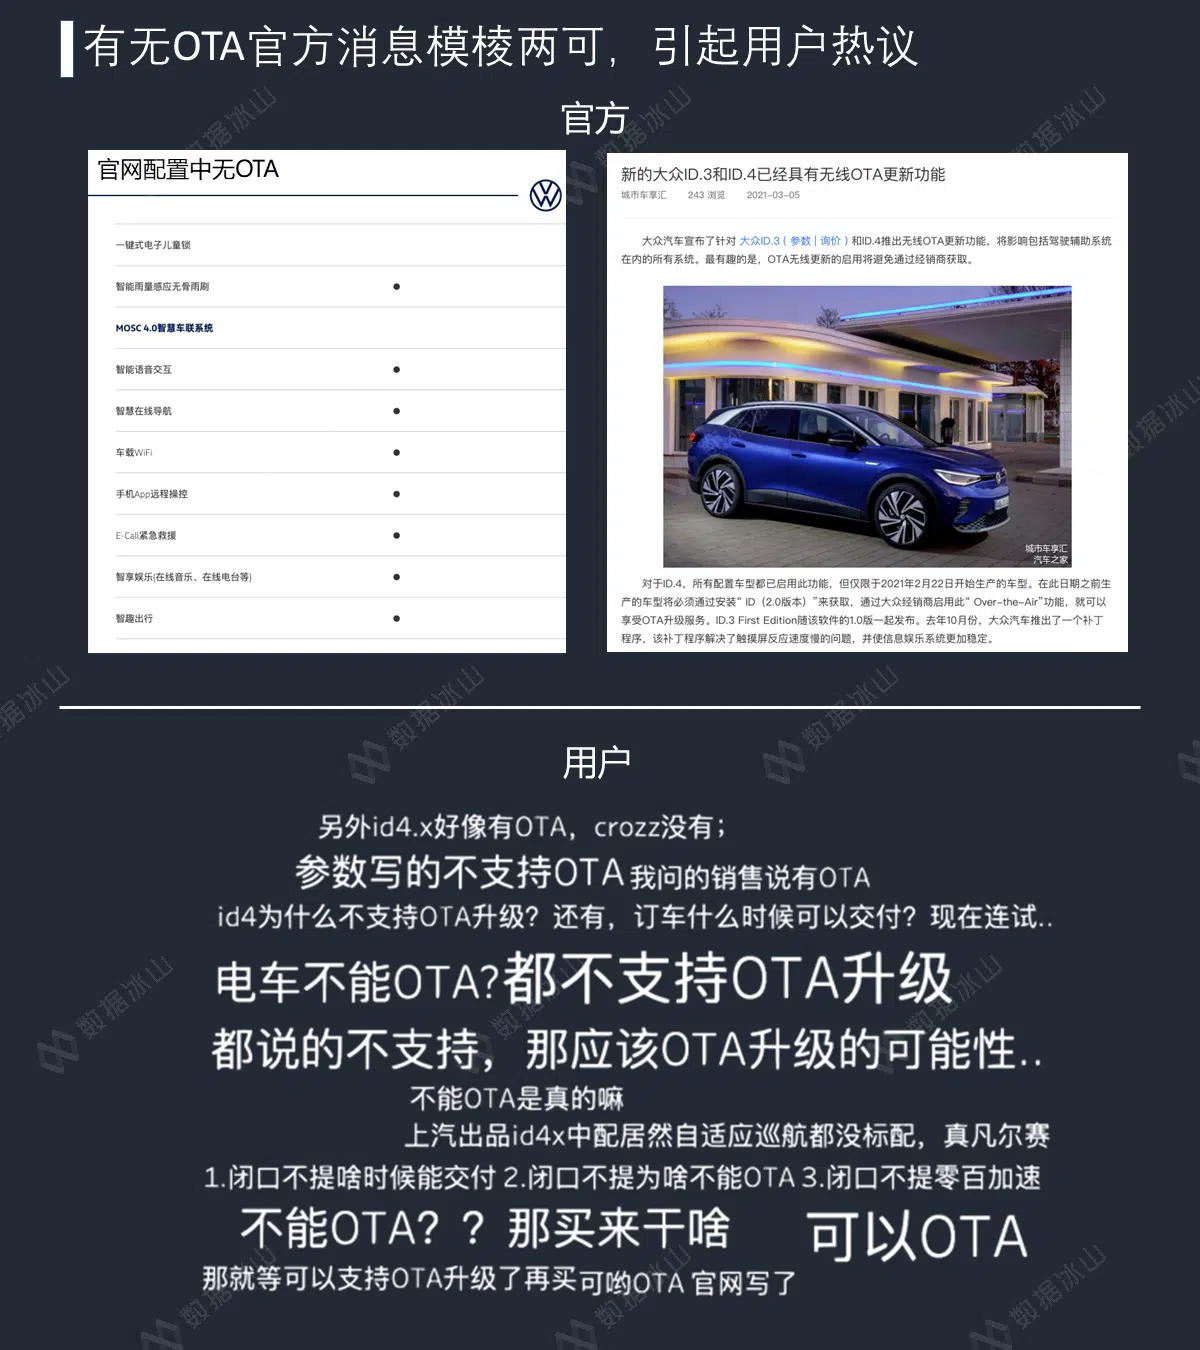 有无OTA官方消息模棱两可，引起用户热议
官方
官网配置中无OTA
一键式电子儿童锁
智能雨量感应无骨雨刷
MOSC 4.0智慧车联系统
智能语音交互
智慧在线导航
车载WiFi
手机App远程操控
E-Call紧急救援
智享娱乐(在线音乐、在线电台等)
智趣出行
新的大众ID.3和ID.4已经具有无线OTA更新功能
城市车享汇 243 浏览 2021-03-05
大众汽车宣布了针对 大众ID.3 ( 参数 | 询价 ) 和ID.4推出无线OTA更新功能，将影响包括驾驶辅助系统
在内的所有系统。最有趣的是，OTA无线更新的启用将避免通过经销商获取。
城市车享汇
汽车之家
对于ID.4，所有配置车型都已启用此功能，但仅限于2021年2月22日开始生产的车型。在此日期之前生
产的车型将必须通过安装“ ID（2.0版本）”来获取，通过大众经销商启用此“ Over-the-Air”功能，就可以
享受OTA升级服务。ID.3 First Edition随该软件的1.0版一起发布。去年10月份，大众汽车推出了一个补丁
程序，该补丁程序解决了触摸屏反应速度慢的问题，并使信息娱乐系统更加稳定。
用户
另外id4.x好像有OTA，crozz没有；
参数写的不支持OTA 我问的销售说有OTA
id4为什么不支持OTA升级？还有，订车什么时候可以交付？现在连试..
电车不能OTA?都不支持OTA升级
都说的不支持，那应该OTA升级的可能性..
不能OTA是真的嘛
上汽出品id4x中配居然自适应巡航都没标配，真凡尔赛
1.闭口不提啥时候能交付 2.闭口不提为啥不能OTA 3.闭口不提零百加速
不能OTA？？那买来干啥 可以OTA
那就等可以支持OTA升级了再买 可哟OTA 官网写了
数据冰山